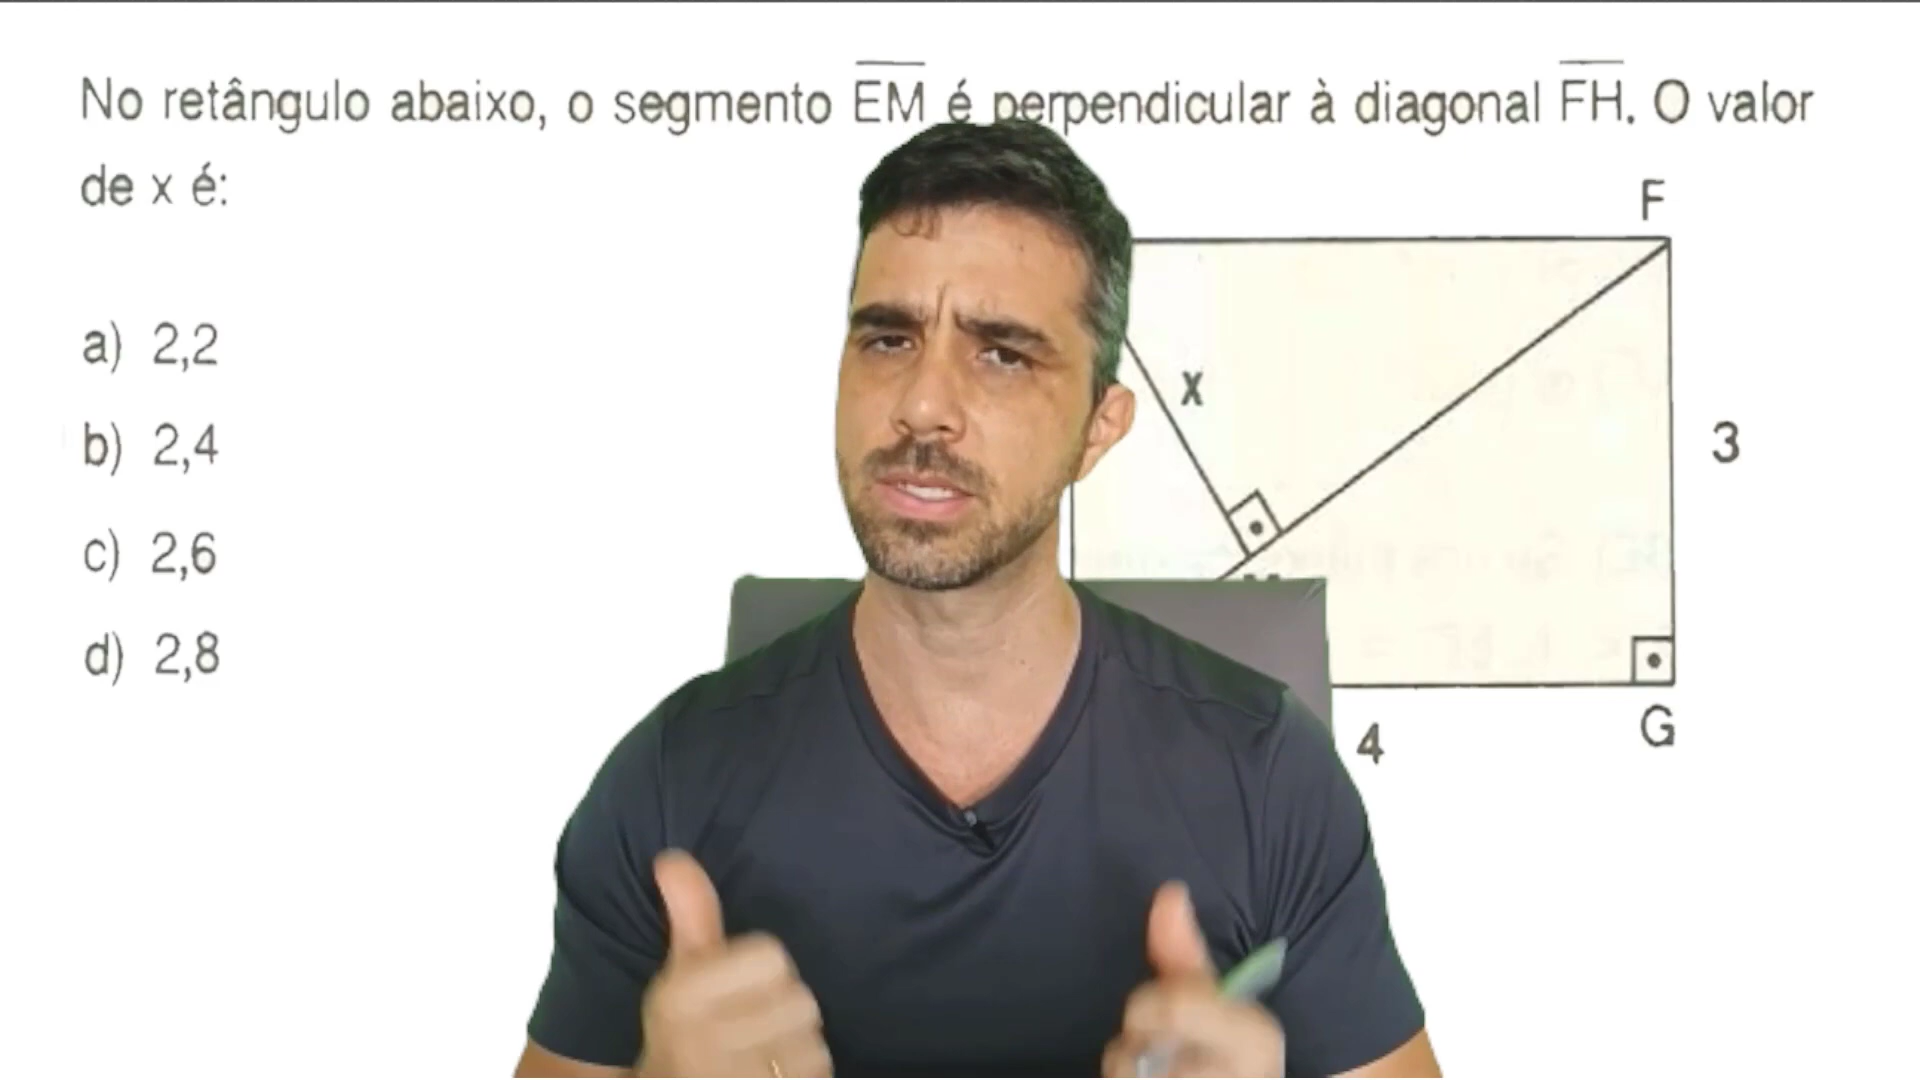 No retângulo abaixo, o segmento EM é perpendicular à diagonal FH. O valor
de x é:
F
a) 2,2
x
b) 2,4
3
c) 2,6
d) 2,8
G
4